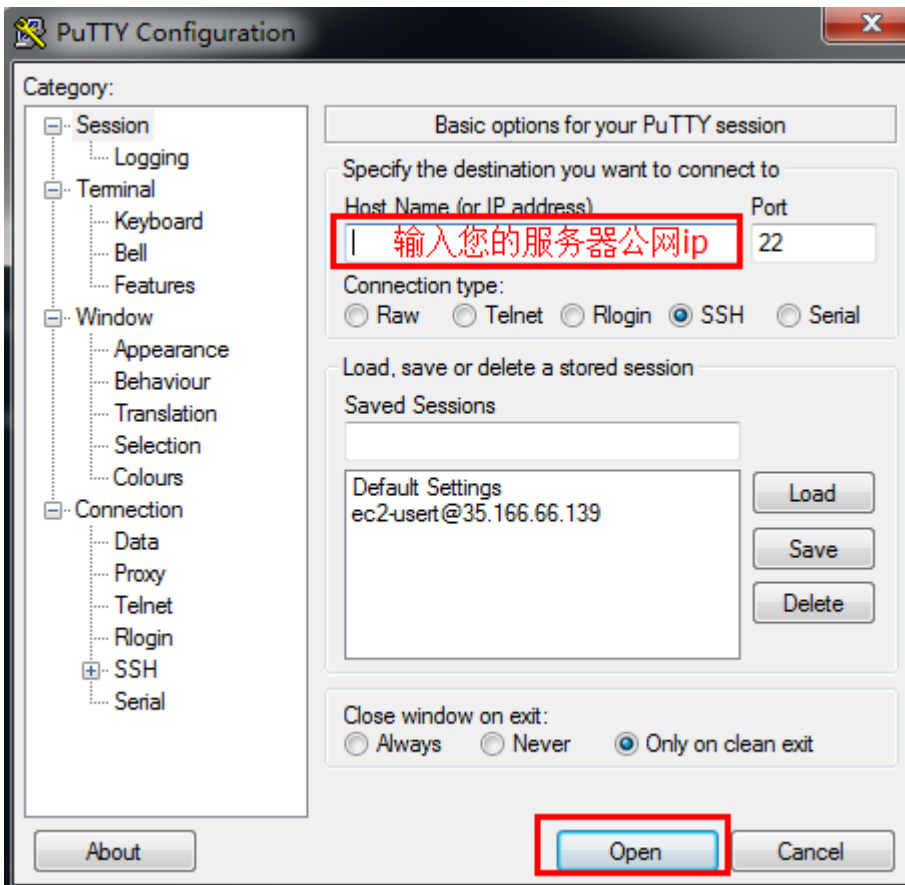 PuTTY Configuration
Category:
Session
Logging
Terminal
Keyboard
Bell
Features
Window
Appearance
Behaviour
Translation
Selection
Colours
Connection
Data
Proxy
Telnet
Rlogin
SSH
Serial
Basic options for your PuTTY session
Specify the destination you want to connect to
Host Name (or IP address) Port
输入您的服务器公网ip 22
Connection type:
Raw Telnet Rlogin SSH Serial
Load, save or delete a stored session
Saved Sessions
Default Settings
ec2-usert@35.166.66.139
Load
Save
Delete
Close window on exit:
Always Never Only on clean exit
About Open Cancel